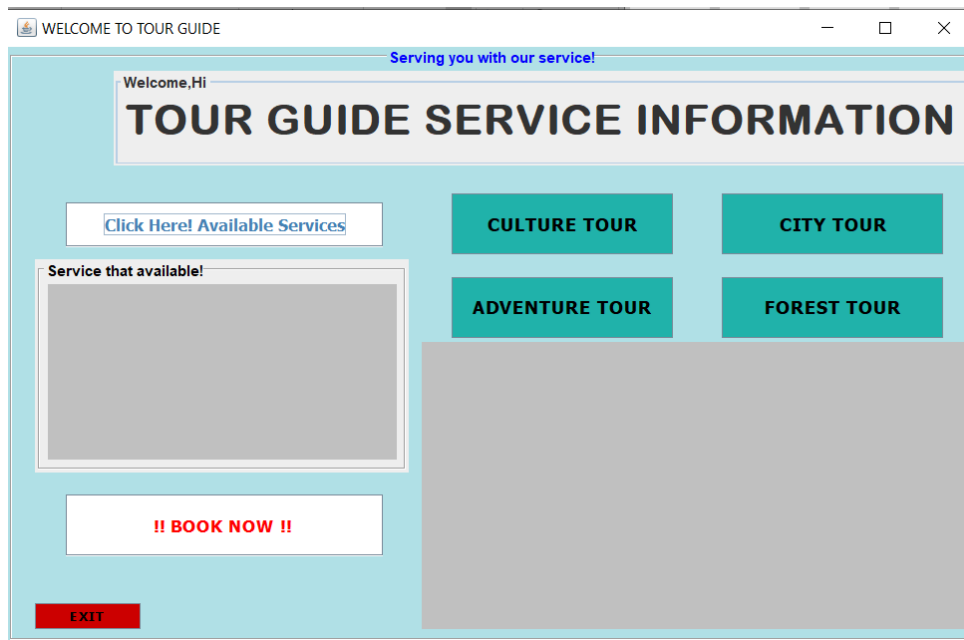 WELCOME TO TOUR GUIDE
Serving you with our service!
Welcome,Hi
TOUR GUIDE SERVICE INFORMATION
Click Here! Available Services
CULTURE TOUR
CITY TOUR
Service that available!
ADVENTURE TOUR
FOREST TOUR
!! BOOK NOW !!
EXIT